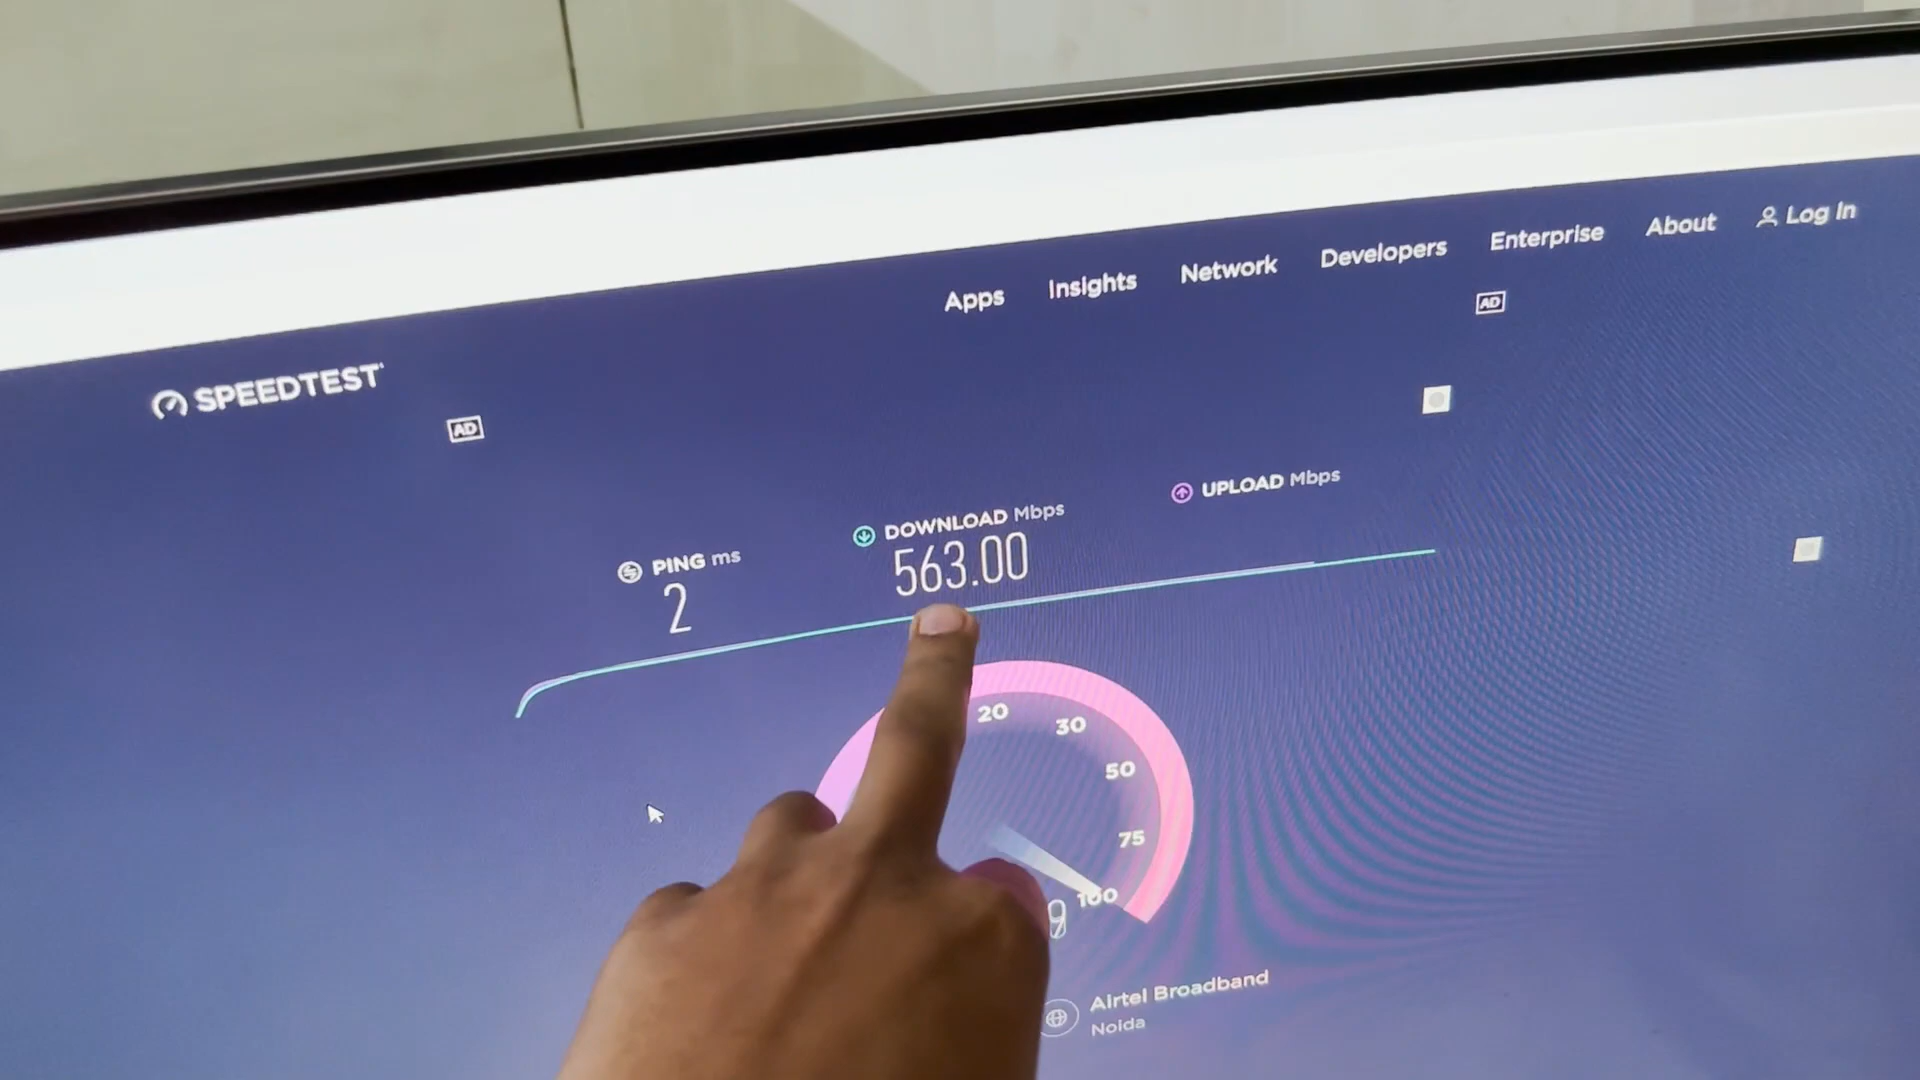 Apps Insights Network Developers Enterprise About Log In
AD
SPEEDTEST
AD
PING ms
2
DOWNLOAD Mbps
563.00
UPLOAD Mbps
20
30
50
75
100
9
Airtel Broadband
Noida